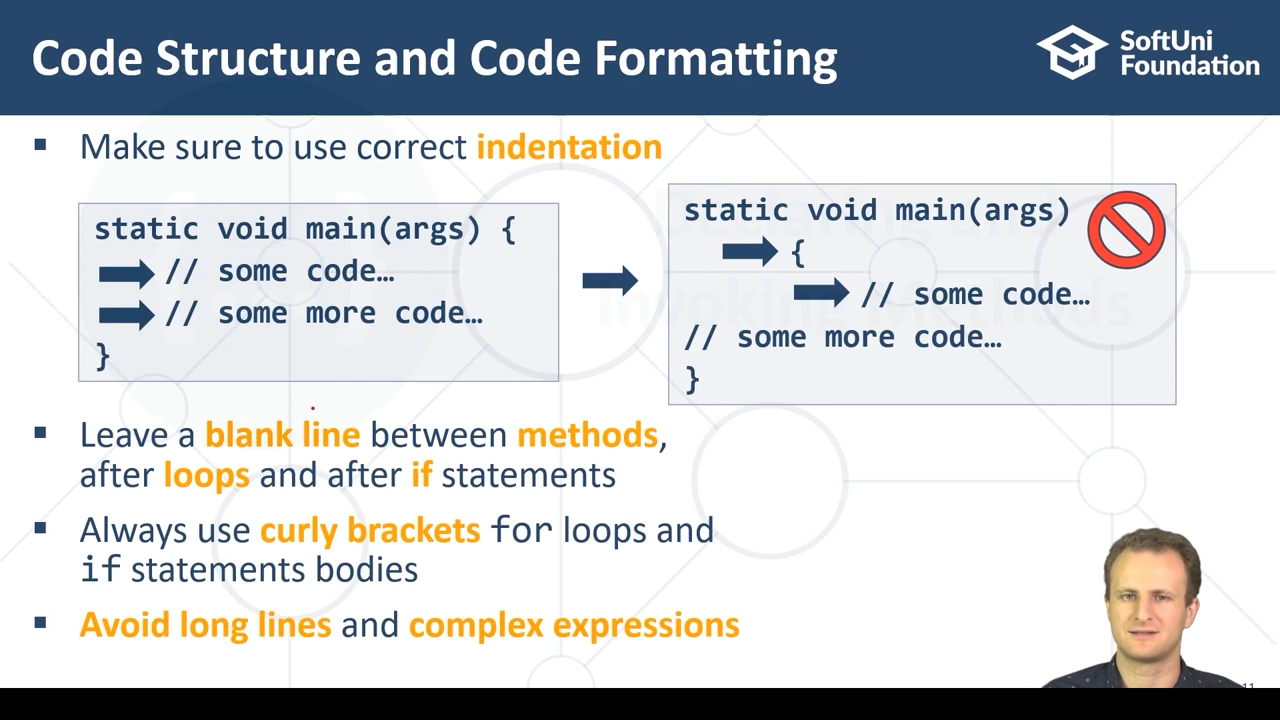 Code Structure and Code Formatting
SoftUni
Foundation
▪ Make sure to use correct indentation
static void main(args) {
// some code…
// some more code…
}
static void main(args)
{
// some code…
// some more code…
}
▪ Leave a blank line between methods,
after loops and after if statements
▪ Always use curly brackets for loops and
if statements bodies
▪ Avoid long lines and complex expressions